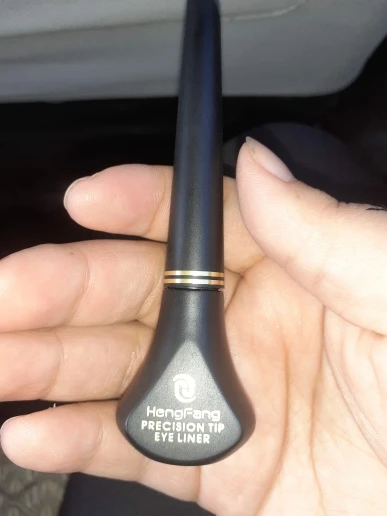 HengFang
PRECISION TIP
EYE LINER